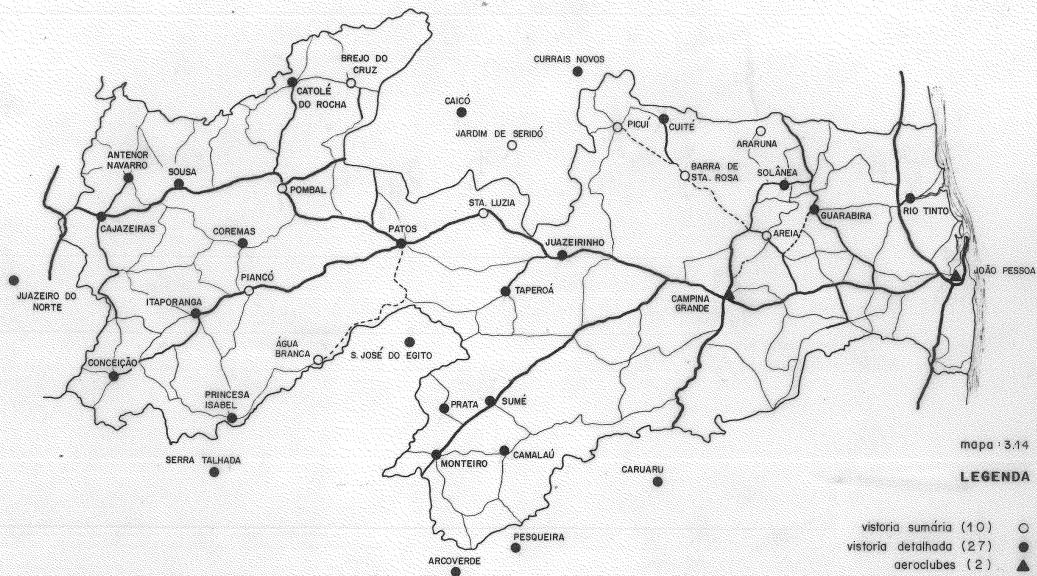 BREJO DO
CRUZ
CURRAIS NOVOS
CATOLÉ
DO ROCHA
CAICÓ
PICUÍ
CUITÉ
JARDIM DE SERIDÓ
ARARUNA
ANTENOR
NAVARRO
SOUSA
BARRA DE
STA. ROSA
SOLÂNEA
POMBAL
STA. LUZIA
RIO TINTO
GUARABIRA
CAJAZEIRAS
COREMAS
PATOS
AREIA
JUAZEIRINHO
JOÃO PESSOA
JUAZEIRO DO
NORTE
PIANCÓ
ITAPORANGA
TAPEROÁ
CAMPINA
GRANDE
ÁGUA
BRANCA
S. JOSÉ DO EGITO
CONCEIÇÃO
PRINCESA
ISABEL
PRATA
SUMÉ
mapa : 3.14
SERRA TALHADA
MONTEIRO
CAMALAÚ
CARUARU
LEGENDA
PESQUEIRA
ARCOVERDE
vistoria sumária (10)
vistoria detalhada (27)
aeroclubes (2)